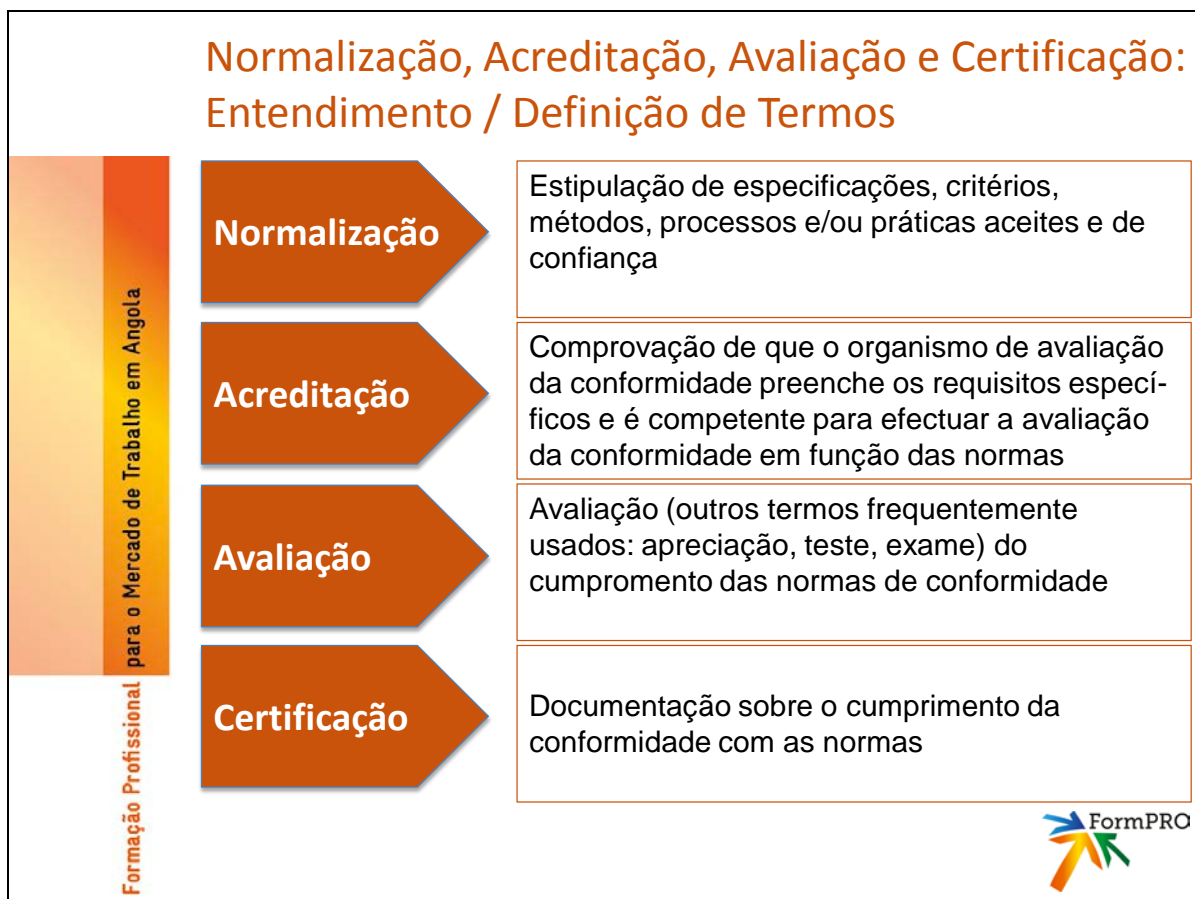 Normalização, Acreditação, Avaliação e Certificação:
Entendimento / Definição de Termos
Normalização
Estipulação de especificações, critérios,
métodos, processos e/ou práticas aceites e de
confiança
Acreditação
Comprovação de que o organismo de avaliação
da conformidade preenche os requisitos especí-
ficos e é competente para efectuar a avaliação
da conformidade em função das normas
Avaliação
Avaliação (outros termos frequentemente
usados: apreciação, teste, exame) do
cumpromento das normas de conformidade
Certificação
Documentação sobre o cumprimento da
conformidade com as normas
Formação Profissional para o Mercado de Trabalho em Angola
FormPRO